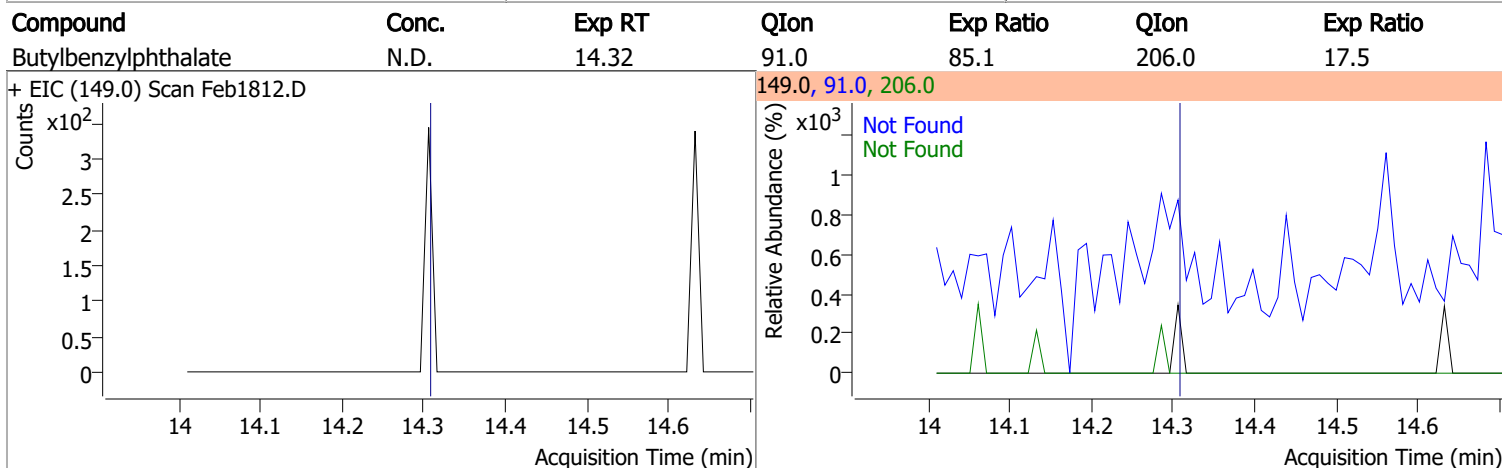 Compound Conc. Exp RT QIon Exp Ratio QIon Exp Ratio
Butylbenzylphthalate N.D. 14.32 91.0 85.1 206.0 17.5
+ EIC (149.0) Scan Feb1812.D
Counts
x10²
3
2.5
2
1.5
1
0.5
0
14 14.1 14.2 14.3 14.4 14.5 14.6
Acquisition Time (min)
149.0, 91.0, 206.0
Relative Abundance (%)
x10³
Not Found
Not Found
1
0.8
0.6
0.4
0.2
0
14 14.1 14.2 14.3 14.4 14.5 14.6
Acquisition Time (min)